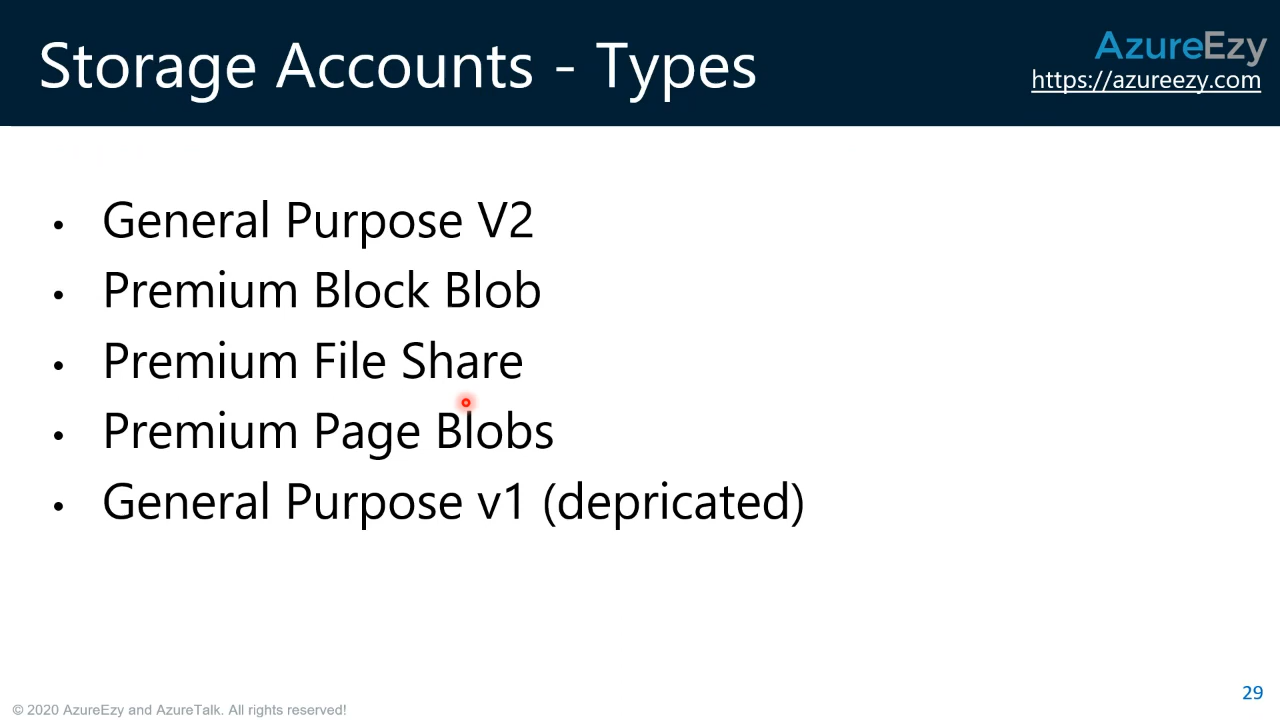 Storage Accounts - Types
AzureEzy
https://azureezy.com
• General Purpose V2
• Premium Block Blob
• Premium File Share
• Premium Page Blobs
• General Purpose v1 (depricated)
29
© 2020 AzureEzy and AzureTalk. All rights reserved!